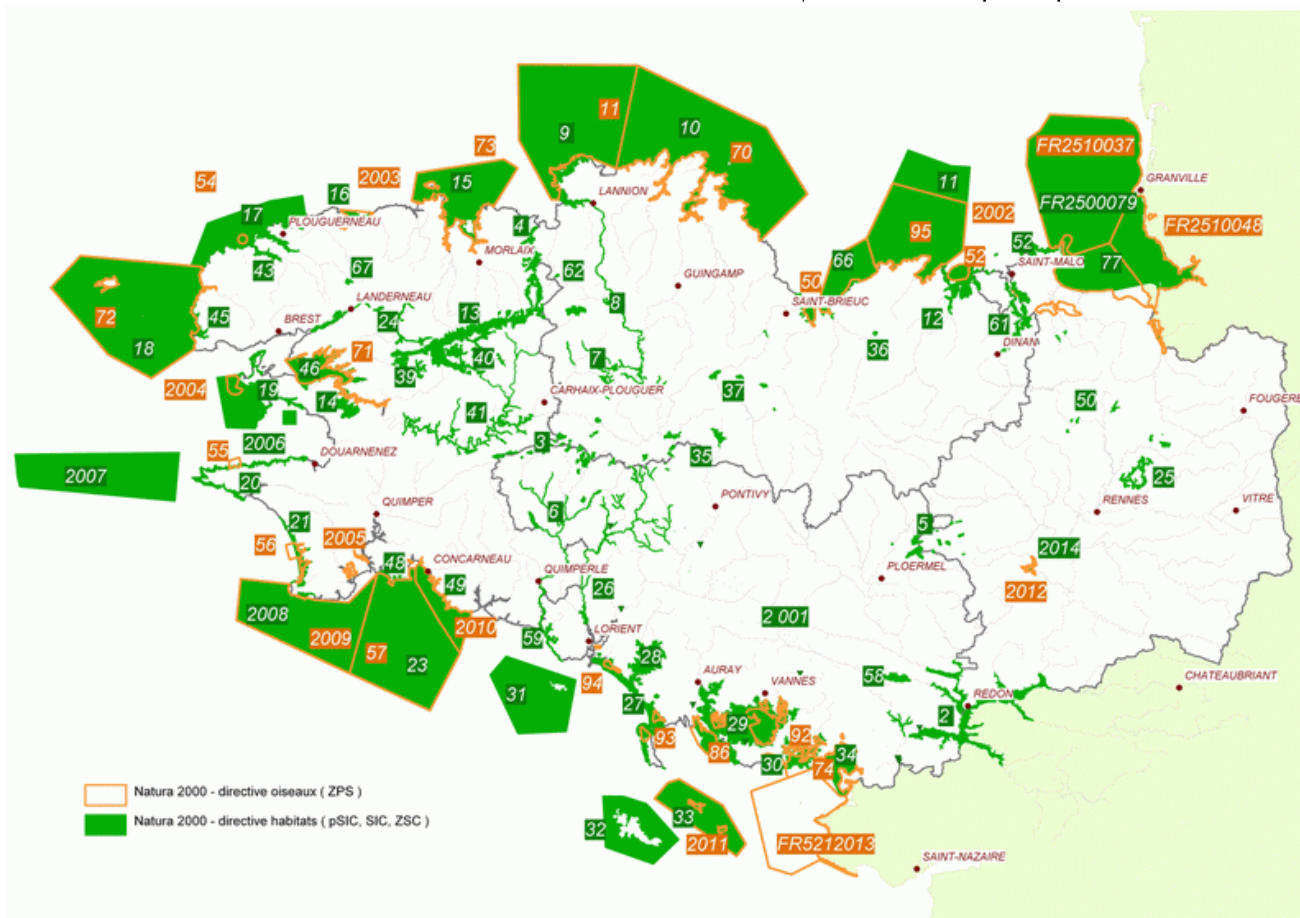 11
9
10
73
70
54
16
2003
15
17
PLOUGUERNEAU
LANNION
4
MORLAIX
43
67
62
GUINGAMP
8
LANDERNEAU
72
45
BREST
24
13
18
71
46
40
7
39
2004
19
14
CARHAIX-PLOUGUER
37
41
3
55
2006
DOUARNENEZ
35
2007
20
QUIMPER
PONTIVY
6
21
2005
56
48
CONCARNEAU
49
QUIMPERLE
26
2008
2009
57
23
2010
59
LORIENT
28
31
94
27
AURAY
VANNES
29
93
86
92
30
34
74
32
33
2011
FR5212013
SAINT-NAZAIRE
11
95
2002
52
52
66
50
SAINT-BRIEUC
12
61
36
DINAN
SAINT-MALO
77
FR2510037
GRANVILLE
FR2500079
FR2510048
50
FOUGERE
25
RENNES
VITRE
5
2014
PLOERMEL
2012
2 001
58
REDON
2
CHATEAUBRIANT
Natura 2000 - directive oiseaux ( ZPS )
Natura 2000 - directive habitats ( pSIC, SIC, ZSC )